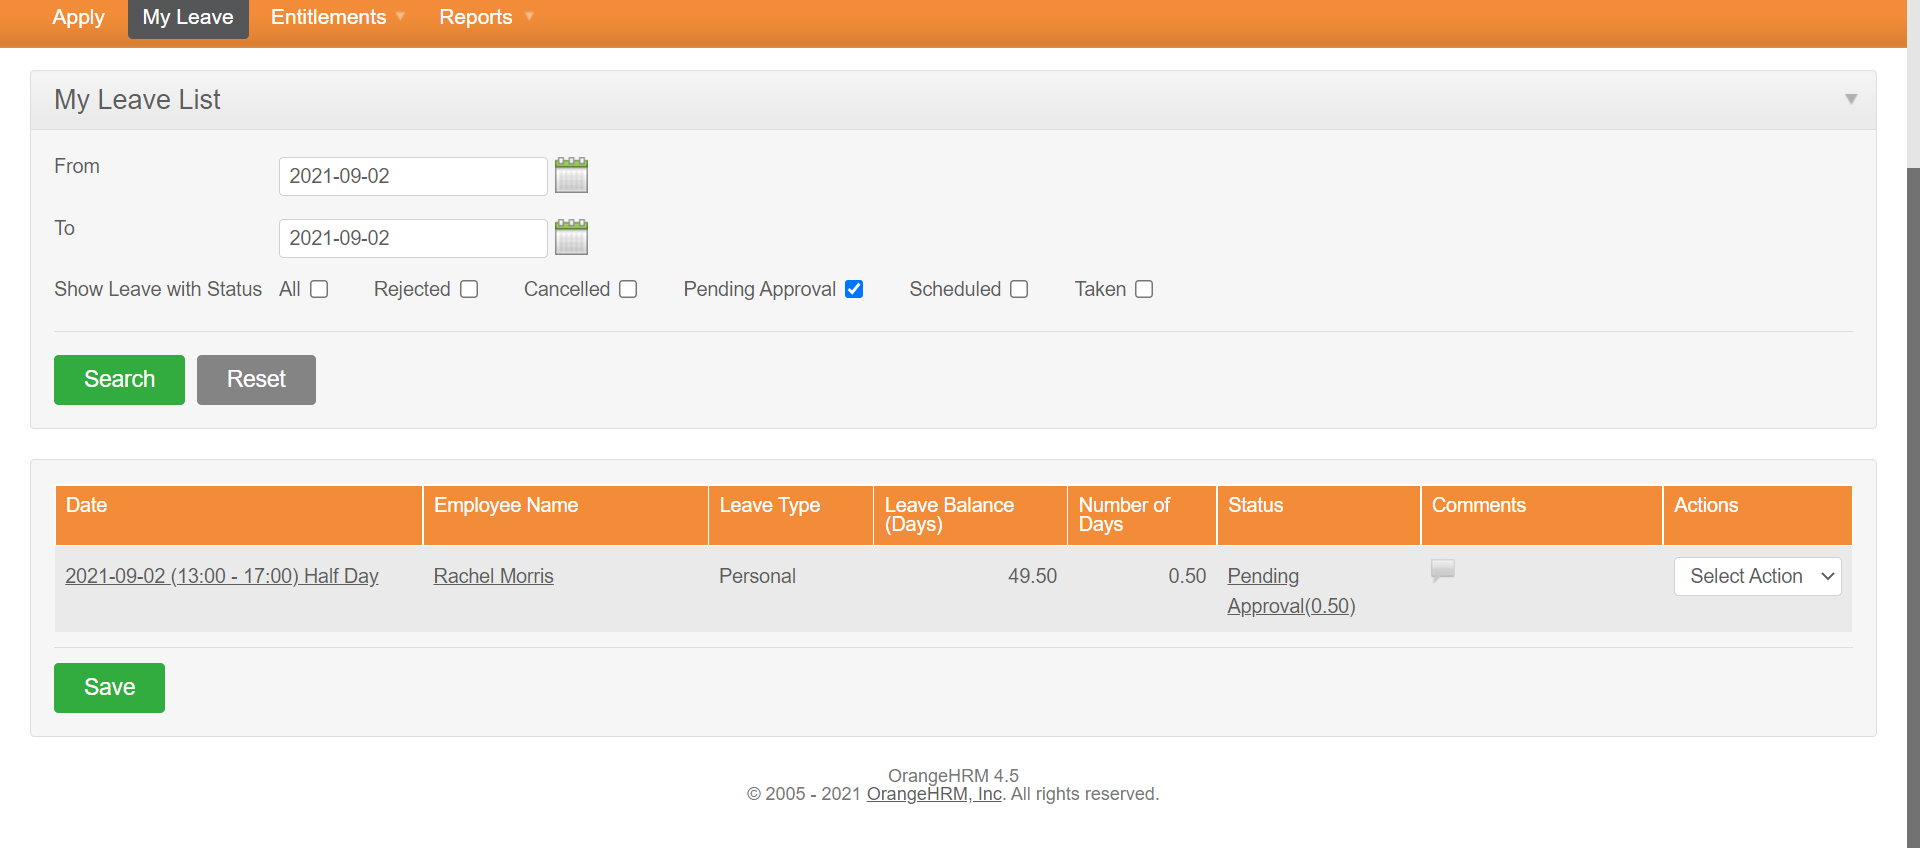 Apply My Leave Entitlements Reports
My Leave List
From
2021-09-02
To
2021-09-02
Show Leave with Status All Rejected Cancelled Pending Approval Scheduled Taken
Search Reset
Date Employee Name Leave Type Leave Balance (Days) Number of Days Status Comments Actions
2021-09-02 (13:00 - 17:00) Half Day Rachel Morris Personal 49.50 0.50 Pending Approval(0.50) Select Action
Save
OrangeHRM 4.5
© 2005 - 2021 OrangeHRM, Inc. All rights reserved.